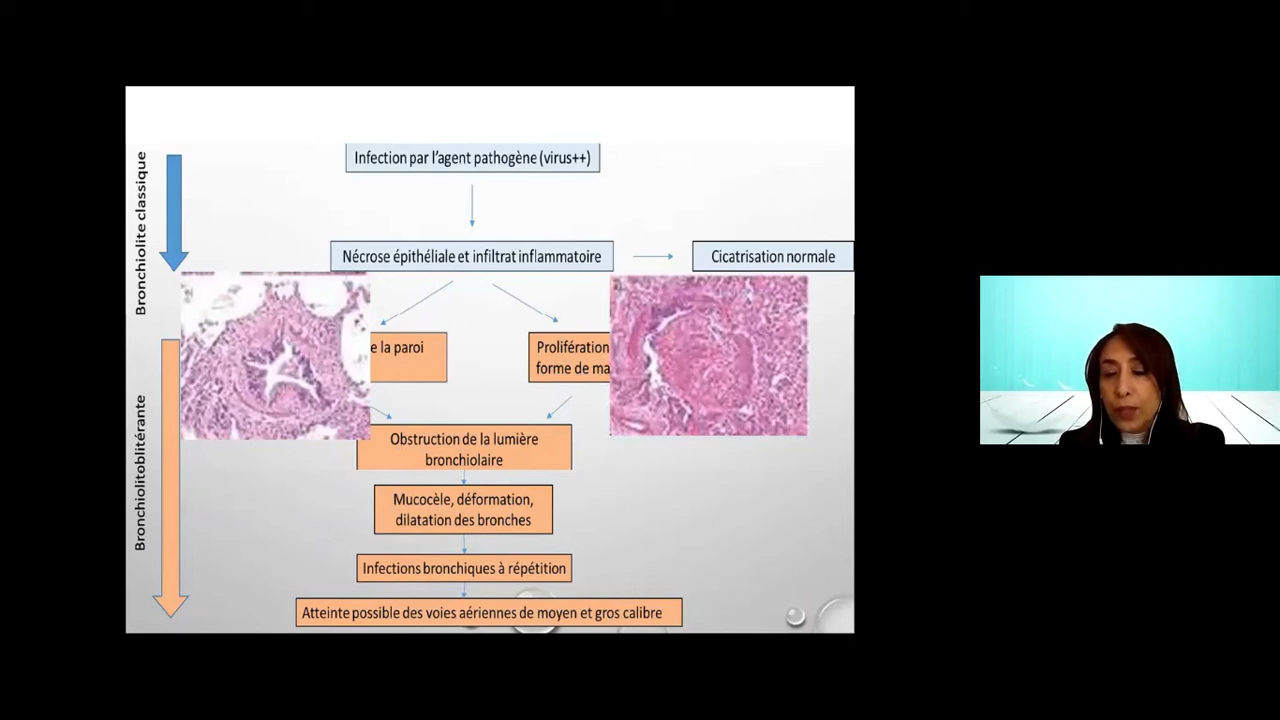 Bronchiolite classique
Infection par l'agent pathogène (virus++)
Nécrose épithéliale et infiltrat inflammatoire
Cicatrisation normale
Bronchiolitoblitérante
e la paroi
Prolifération
forme de ma
Obstruction de la lumière
bronchiolaire
Mucocèle, déformation,
dilatation des bronches
Infections bronchiques à répétition
Atteinte possible des voies aériennes de moyen et gros calibre